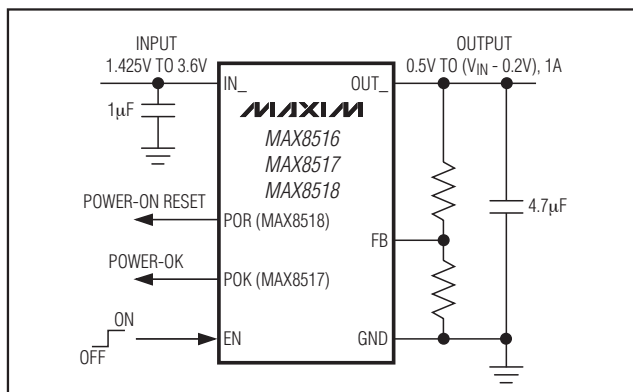 INPUT
1.425V TO 3.6V
OUTPUT
0.5V TO (VIN - 0.2V), 1A
IN_
OUT_
1µF
MAXIM
MAX8516
MAX8517
MAX8518
POWER-ON RESET
POR (MAX8518)
4.7µF
FB
POWER-OK
POK (MAX8517)
ON
OFF
EN
GND